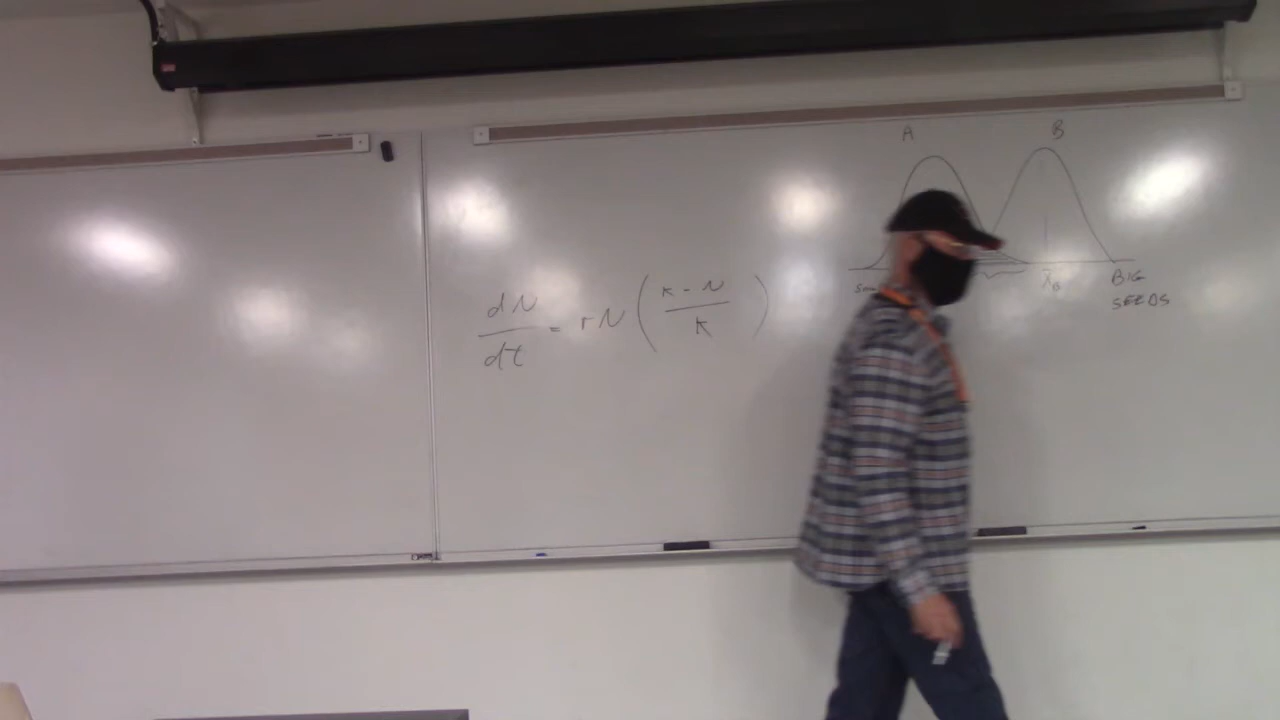 A B
dN/dt = rN ( K - N / K )
X̄B
BIG
SEEDS